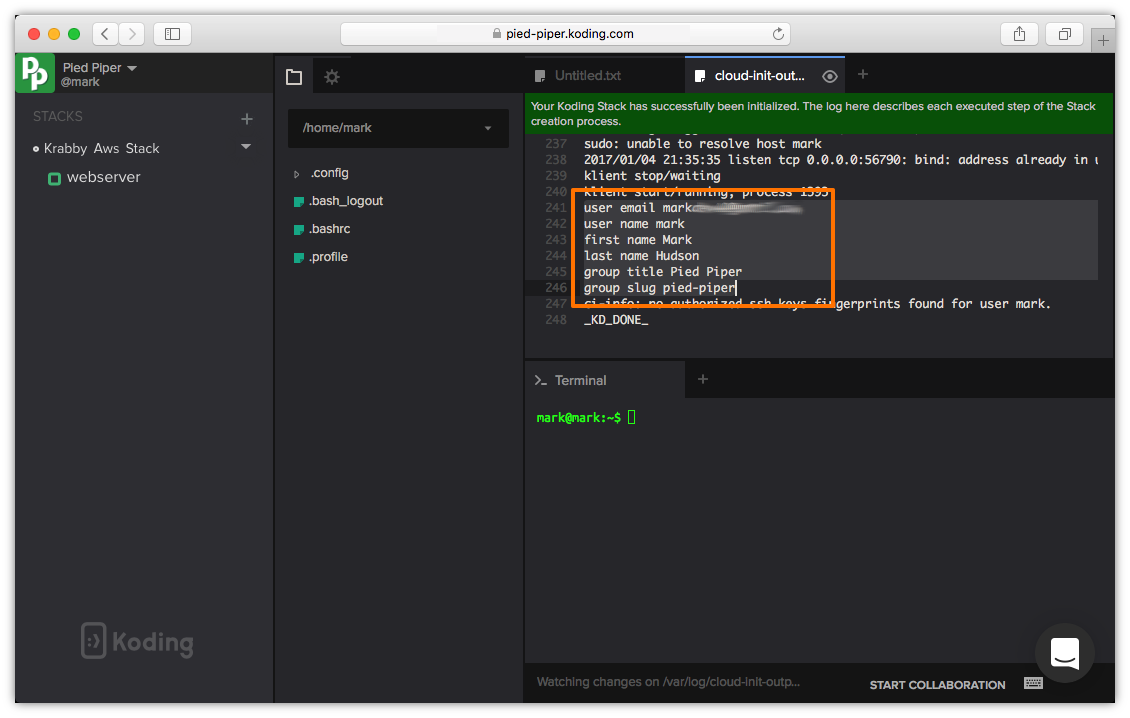 pied-piper.koding.com
Pp
Pied Piper
@mark
STACKS
Krabby Aws Stack
webserver
Koding
/home/mark
.config
.bash_logout
.bashrc
.profile
Untitled.txt
cloud-init-out...
Your Koding Stack has successfully been initialized. The log here describes each executed step of the Stack
creation process.
237 sudo: unable to resolve host mark
238 2017/01/04 21:35:35 listen tcp 0.0.0.0:56790: bind: address already in u
239 klient stop/waiting
240 klient start/running, process 1393
241 user email mark
242 user name mark
243 first name Mark
244 last name Hudson
245 group title Pied Piper
246 group slug pied-piper
247 ci-info: no authorized ssh keys fingerprints found for user mark.
248 _KD_DONE_
Terminal
mark@mark:~$
Watching changes on /var/log/cloud-init-outp...
START COLLABORATION